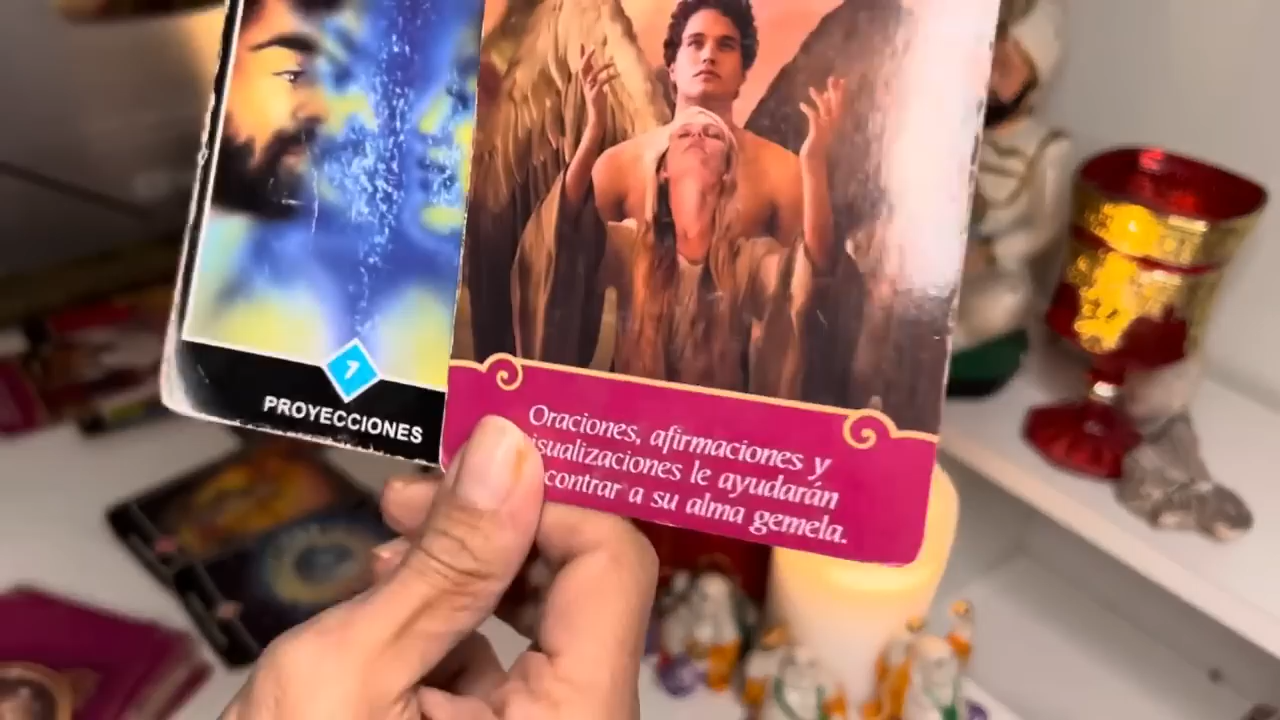 7
PROYECCIONES
Oraciones, afirmaciones y
isualizaciones le ayudarán
contrar a su alma gemela.